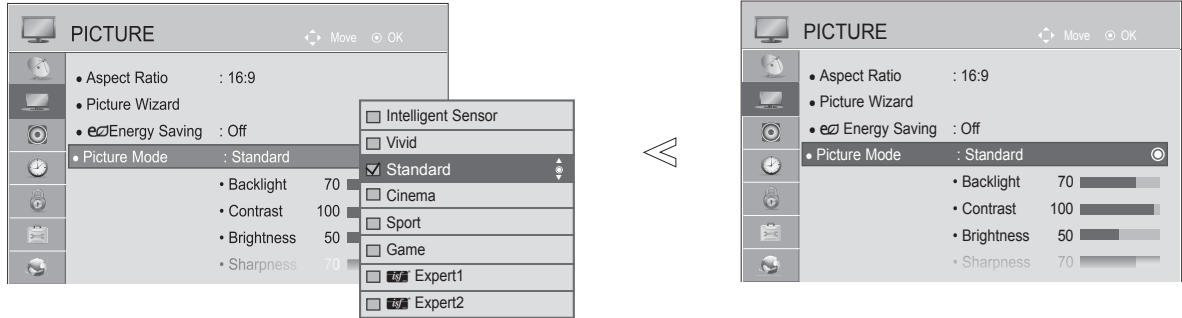 PICTURE
Move OK
• Aspect Ratio : 16:9
• Picture Wizard
• Energy Saving : Off
• Picture Mode : Standard
• Backlight 70
• Contrast 100
• Brightness 50
• Sharpness 70
Intelligent Sensor
Vivid
Standard
Cinema
Sport
Game
isf Expert1
isf Expert2
<
PICTURE
Move OK
• Aspect Ratio : 16:9
• Picture Wizard
• Energy Saving : Off
• Picture Mode : Standard
• Backlight 70
• Contrast 100
• Brightness 50
• Sharpness 70